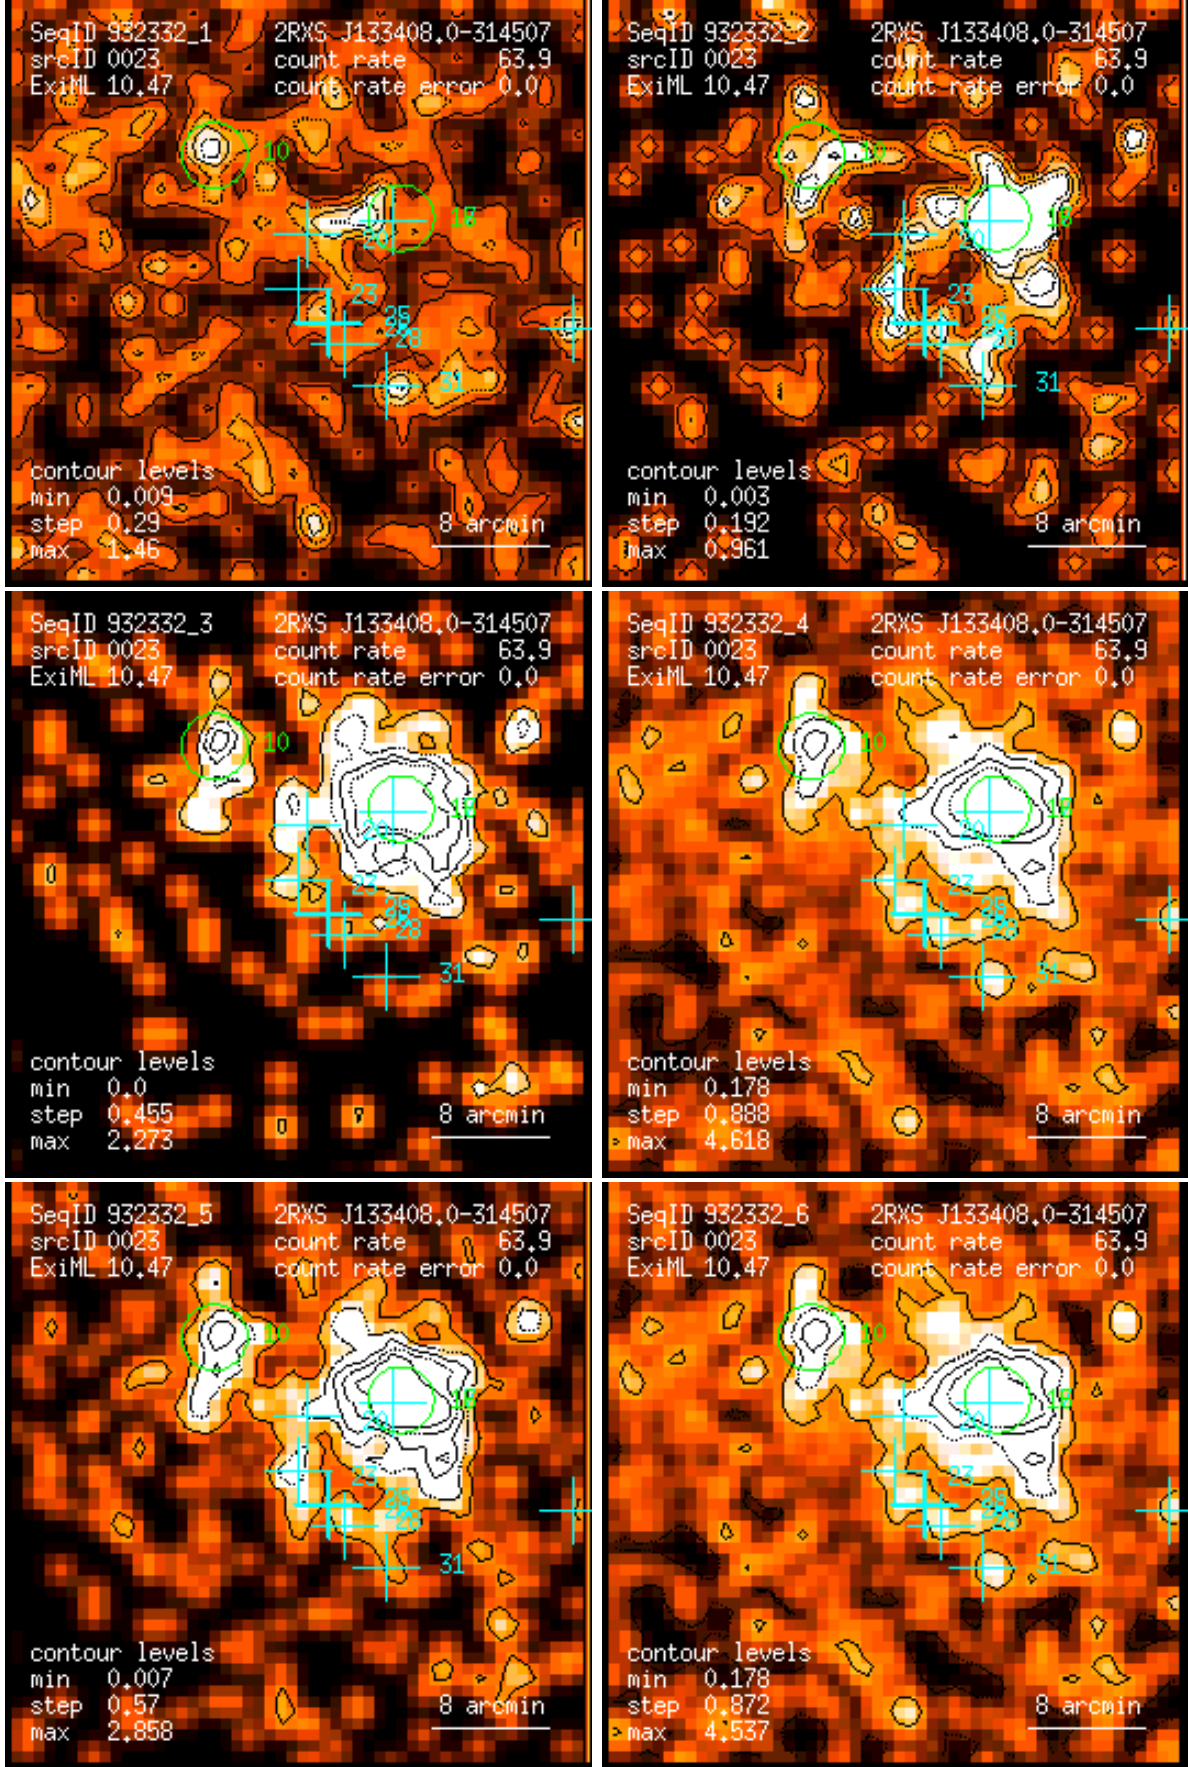 SeqID 932332_1 2RXS J133408.0-314507
srcID 0023 count rate 63.9
ExiML 10.47 count rate error 0.0
10
20
23
28
31
contour levels
min 0.009
step 0.29 8 arcmin
max 1.46
SeqID 932332_2 2RXS J133408.0-314507
srcID 0023 count rate 63.9
ExiML 10.47 count rate error 0.0
10
20
23
28
31
contour levels
min 0.003
step 0.192 8 arcmin
max 0.961
SeqID 932332_3 2RXS J133408.0-314507
srcID 0023 count rate 63.9
ExiML 10.47 count rate error 0.0
10
20
23
28
31
contour levels
min 0.0
step 0.455 8 arcmin
max 2.273
SeqID 932332_4 2RXS J133408.0-314507
srcID 0023 count rate 63.9
ExiML 10.47 count rate error 0.0
10
20
23
28
31
contour levels
min 0.178
step 0.888 8 arcmin
max 4.618
SeqID 932332_5 2RXS J133408.0-314507
srcID 0023 count rate 63.9
ExiML 10.47 count rate error 0.0
10
20
23
28
31
contour levels
min 0.007
step 0.57 8 arcmin
max 2.858
SeqID 932332_6 2RXS J133408.0-314507
srcID 0023 count rate 63.9
ExiML 10.47 count rate error 0.0
10
20
23
28
31
contour levels
min 0.178
step 0.872 8 arcmin
max 4.537